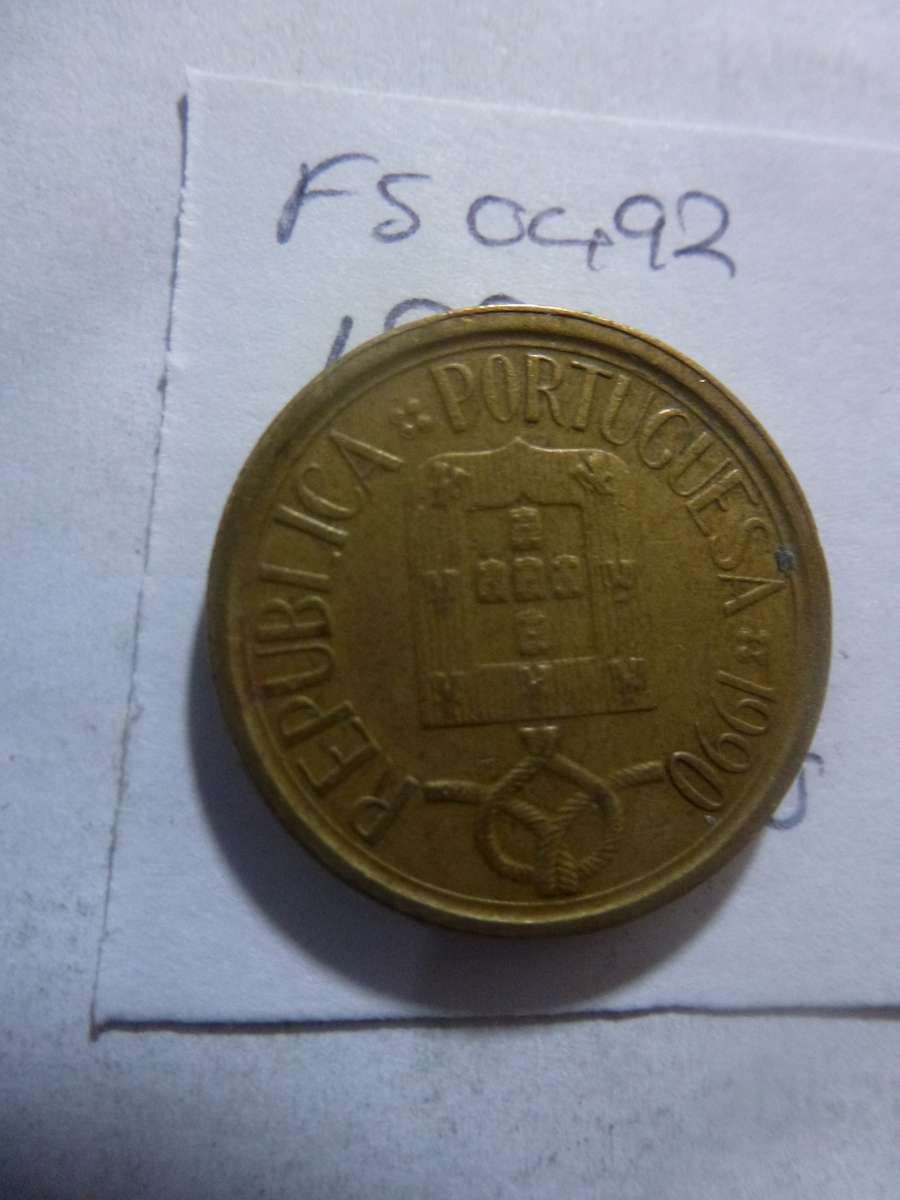 FS 0492
REPUBLICA PORTUGUESA 1990